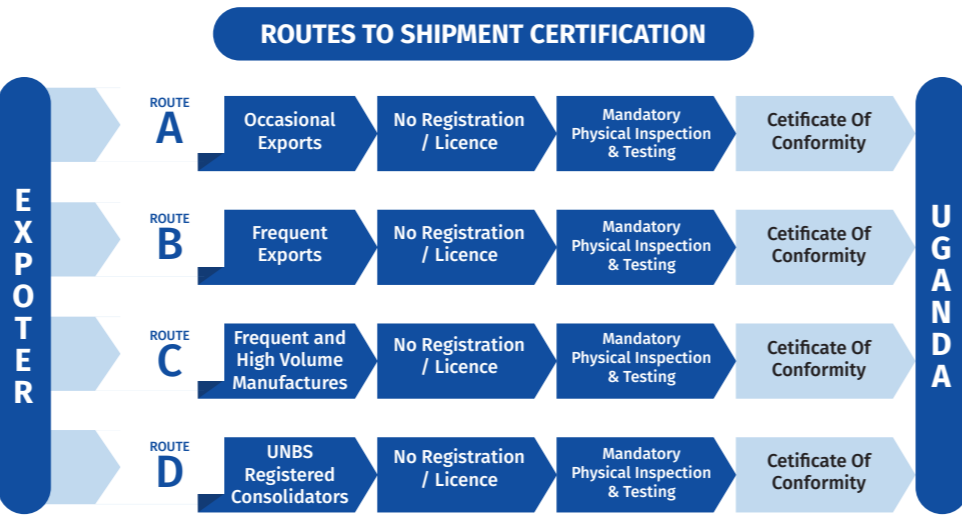 ROUTES TO SHIPMENT CERTIFICATION
EXPOTER
ROUTE
A
Occasional
Exports
No Registration
/ Licence
Mandatory
Physical Inspection
& Testing
Cetificate Of
Conformity
ROUTE
B
Frequent
Exports
No Registration
/ Licence
Mandatory
Physical Inspection
& Testing
Cetificate Of
Conformity
ROUTE
C
Frequent and
High Volume
Manufactures
No Registration
/ Licence
Mandatory
Physical Inspection
& Testing
Cetificate Of
Conformity
ROUTE
D
UNBS
Registered
Consolidators
No Registration
/ Licence
Mandatory
Physical Inspection
& Testing
Cetificate Of
Conformity
UGANDA